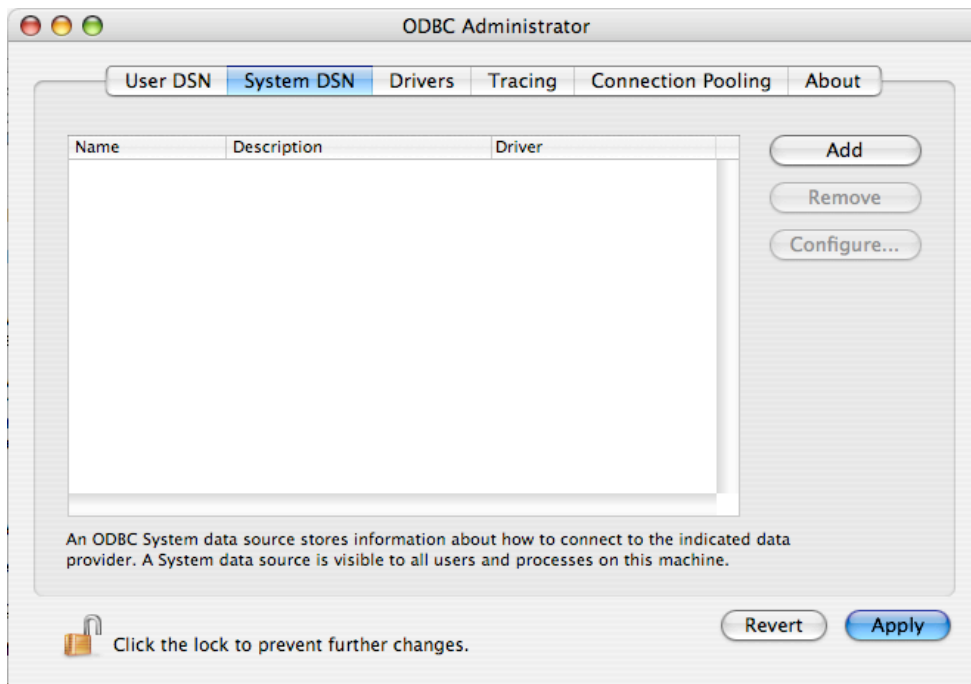 ODBC Administrator
User DSN System DSN Drivers Tracing Connection Pooling About
Name Description Driver
Add
Remove
Configure...
An ODBC System data source stores information about how to connect to the indicated data
provider. A System data source is visible to all users and processes on this machine.
Click the lock to prevent further changes.
Revert Apply